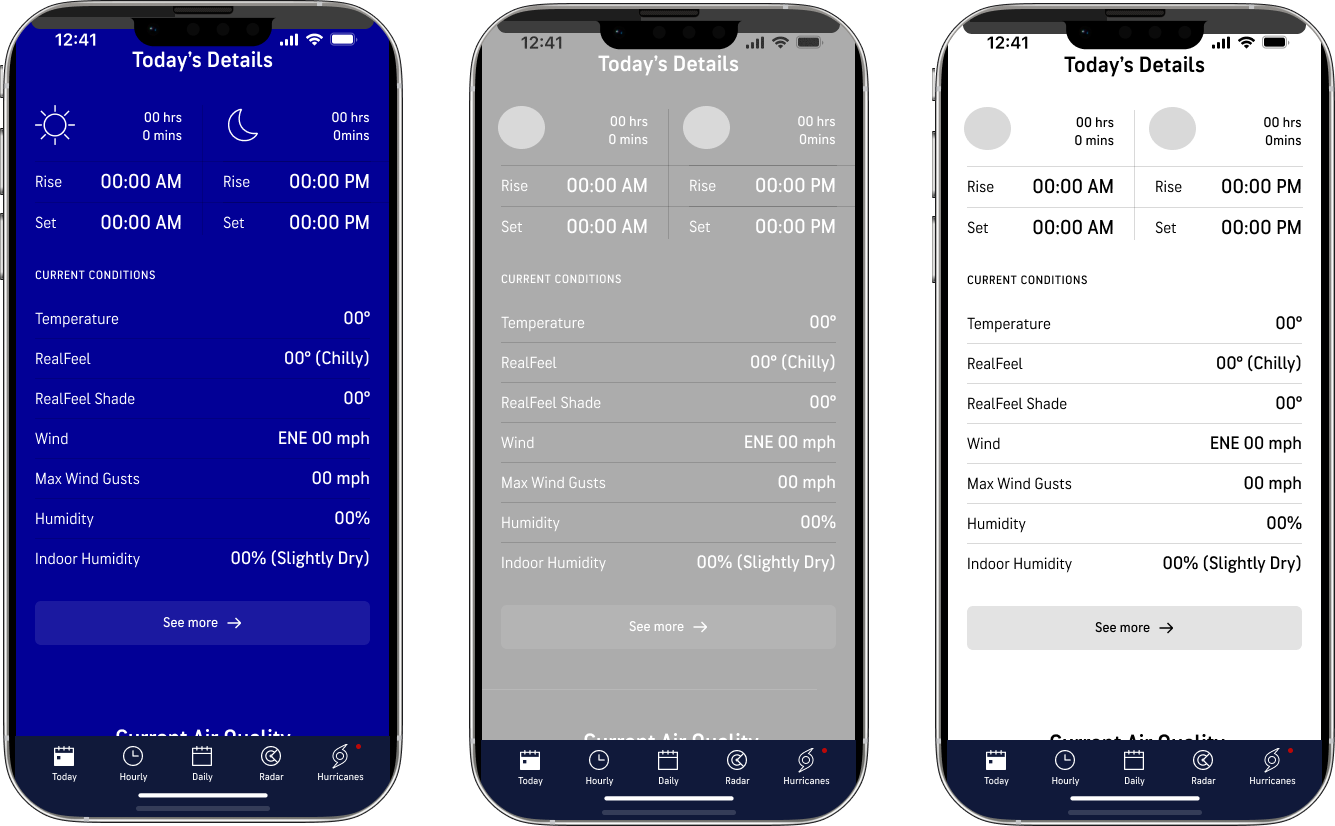 12:41
Today's Details
00 hrs 00 hrs
0 mins 0mins
Rise 00:00 AM Rise 00:00 PM
Set 00:00 AM Set 00:00 PM
CURRENT CONDITIONS
Temperature 00°
RealFeel 00° (Chilly)
RealFeel Shade 00°
Wind ENE 00 mph
Max Wind Gusts 00 mph
Humidity 00%
Indoor Humidity 00% (Slightly Dry)
See more →
Current Air Quality
Today Hourly Daily Radar Hurricanes
12:41
Today's Details
00 hrs 00 hrs
0 mins 0mins
Rise 00:00 AM Rise 00:00 PM
Set 00:00 AM Set 00:00 PM
CURRENT CONDITIONS
Temperature 00°
RealFeel 00° (Chilly)
RealFeel Shade 00°
Wind ENE 00 mph
Max Wind Gusts 00 mph
Humidity 00%
Indoor Humidity 00% (Slightly Dry)
See more →
Current Air Quality
Today Hourly Daily Radar Hurricanes
12:41
Today's Details
00 hrs 00 hrs
0 mins 0mins
Rise 00:00 AM Rise 00:00 PM
Set 00:00 AM Set 00:00 PM
CURRENT CONDITIONS
Temperature 00°
RealFeel 00° (Chilly)
RealFeel Shade 00°
Wind ENE 00 mph
Max Wind Gusts 00 mph
Humidity 00%
Indoor Humidity 00% (Slightly Dry)
See more →
Current Air Quality
Today Hourly Daily Radar Hurricanes